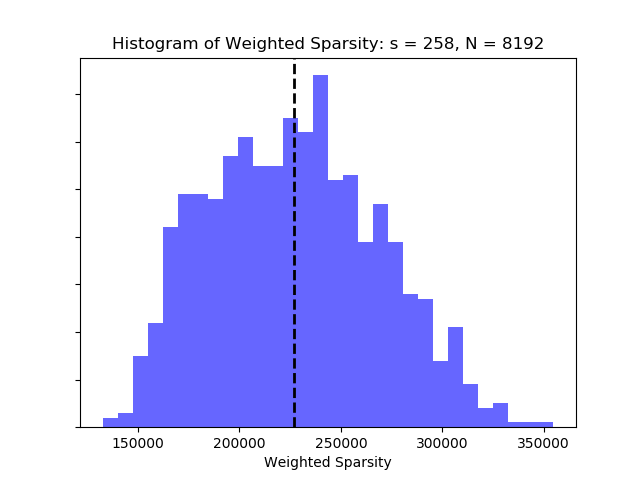 Histogram of Weighted Sparsity: s = 258, N = 8192
150000 200000 250000 300000 350000
Weighted Sparsity